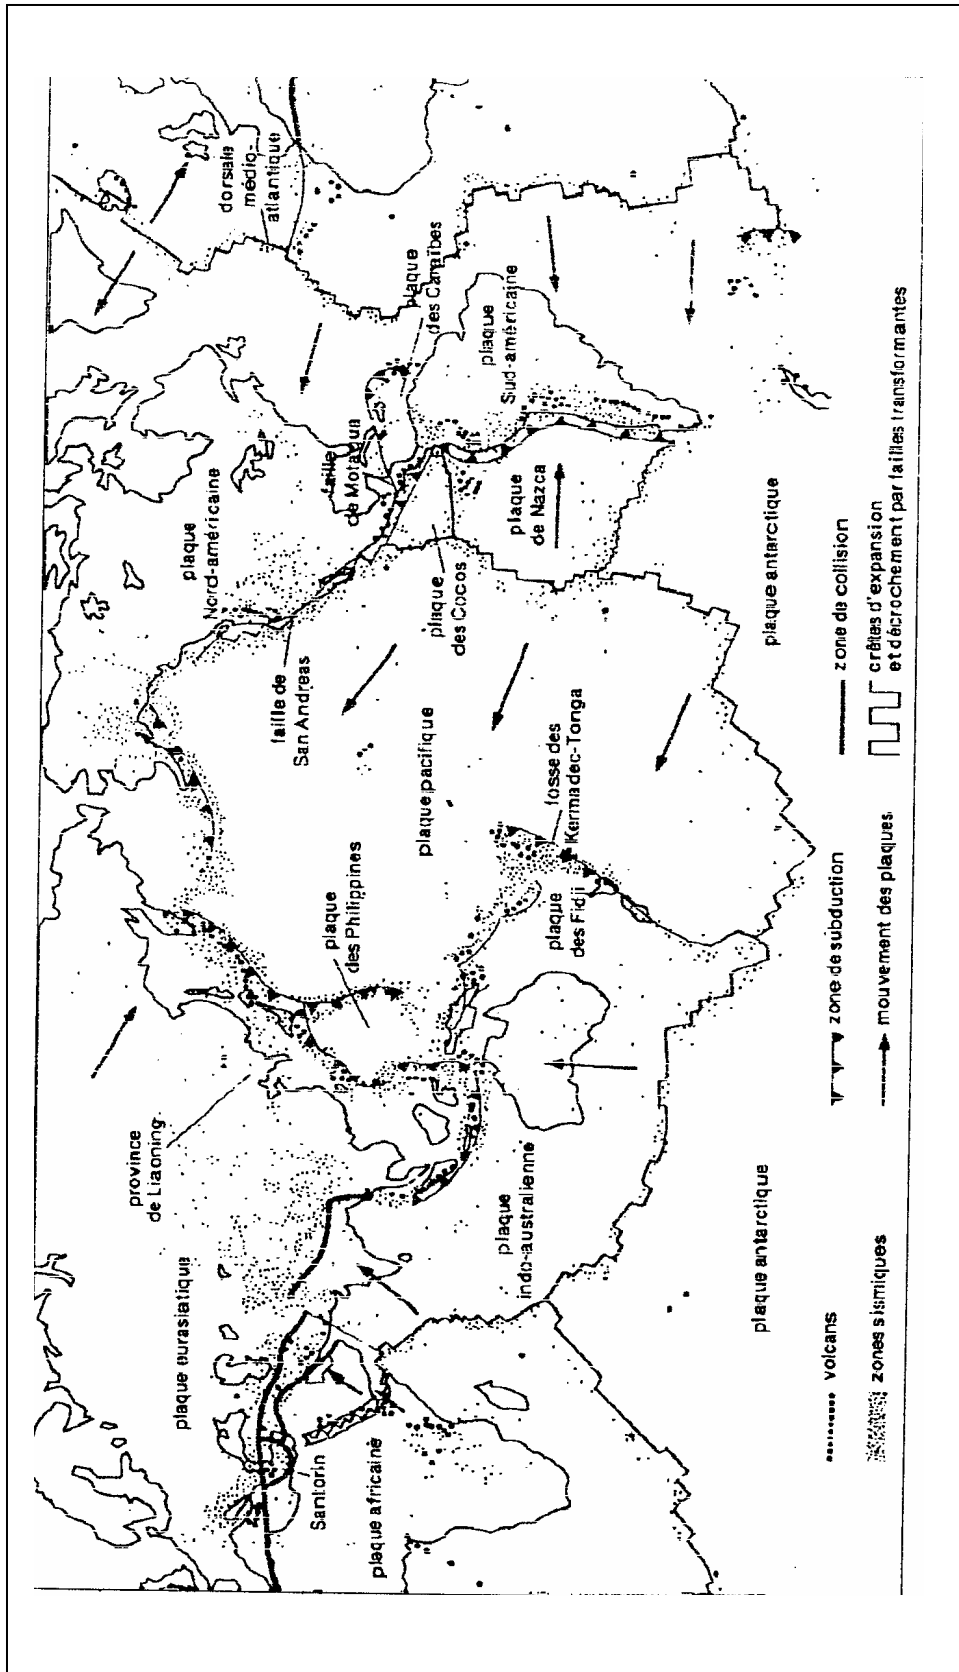 plaque eurasiatique
province
de Liaoning
Santorin
plaque africaine
plaque
indo-australienne
plaque antarctique
plaque
des Philippines
plaque pacifique
plaque
des Fidji
fosse des
Kermadec-Tonga
faille de
San Andreas
plaque
Nord-américaine
plaque
des Cocos
faille
de Motagua
plaque
de Nazca
plaque antarctique
plaque
des Caraïbes
plaque
Sud-américaine
dorsale
médio-
atlantique
volcans
zone de subduction
zone de collision
zones sismiques
mouvement des plaques
crêtes d'expansion
et décrochement par failles transformantes